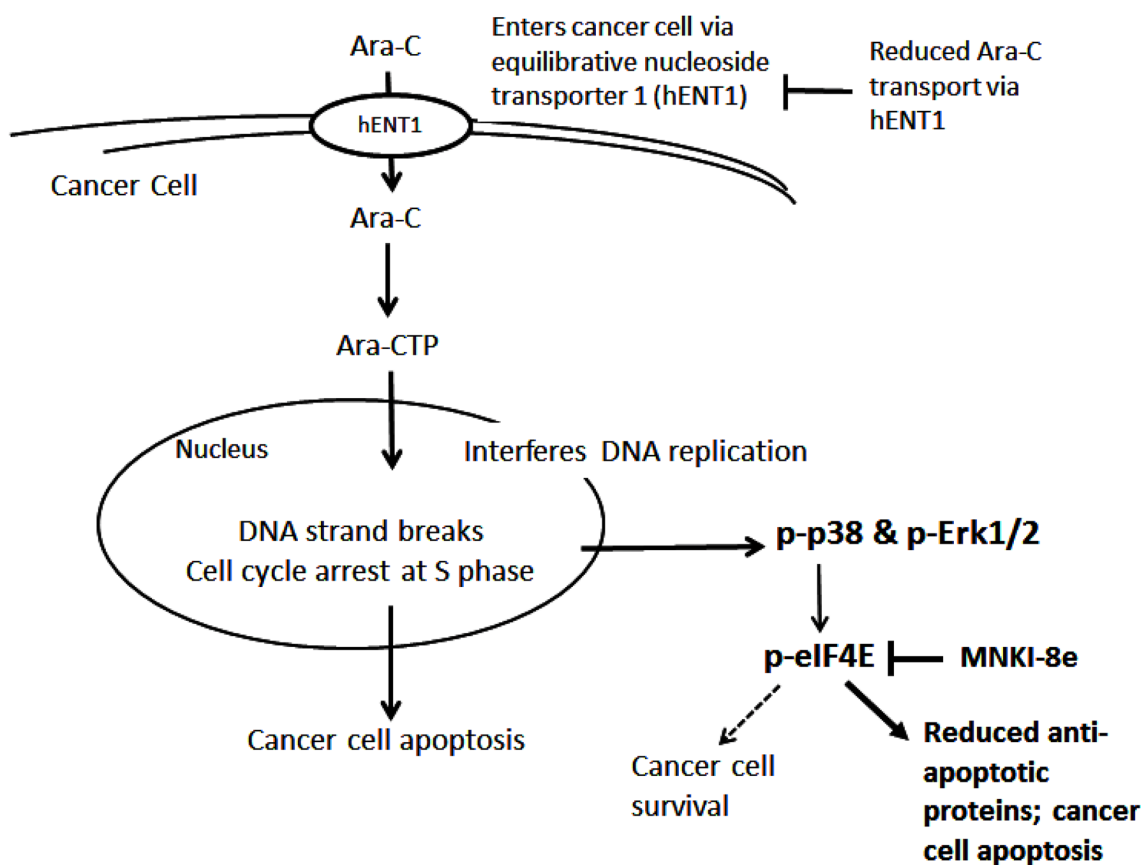 Ara-C
Enters cancer cell via
equilibrative nucleoside
transporter 1 (hENT1)
Reduced Ara-C
transport via
hENT1
hENT1
Cancer Cell
Ara-C
Ara-CTP
Nucleus
Interferes DNA replication
DNA strand breaks
Cell cycle arrest at S phase
p-p38 & p-Erk1/2
p-eIF4E
MNKI-8e
Cancer cell apoptosis
Cancer cell
survival
Reduced anti-
apoptotic
proteins; cancer
cell apoptosis